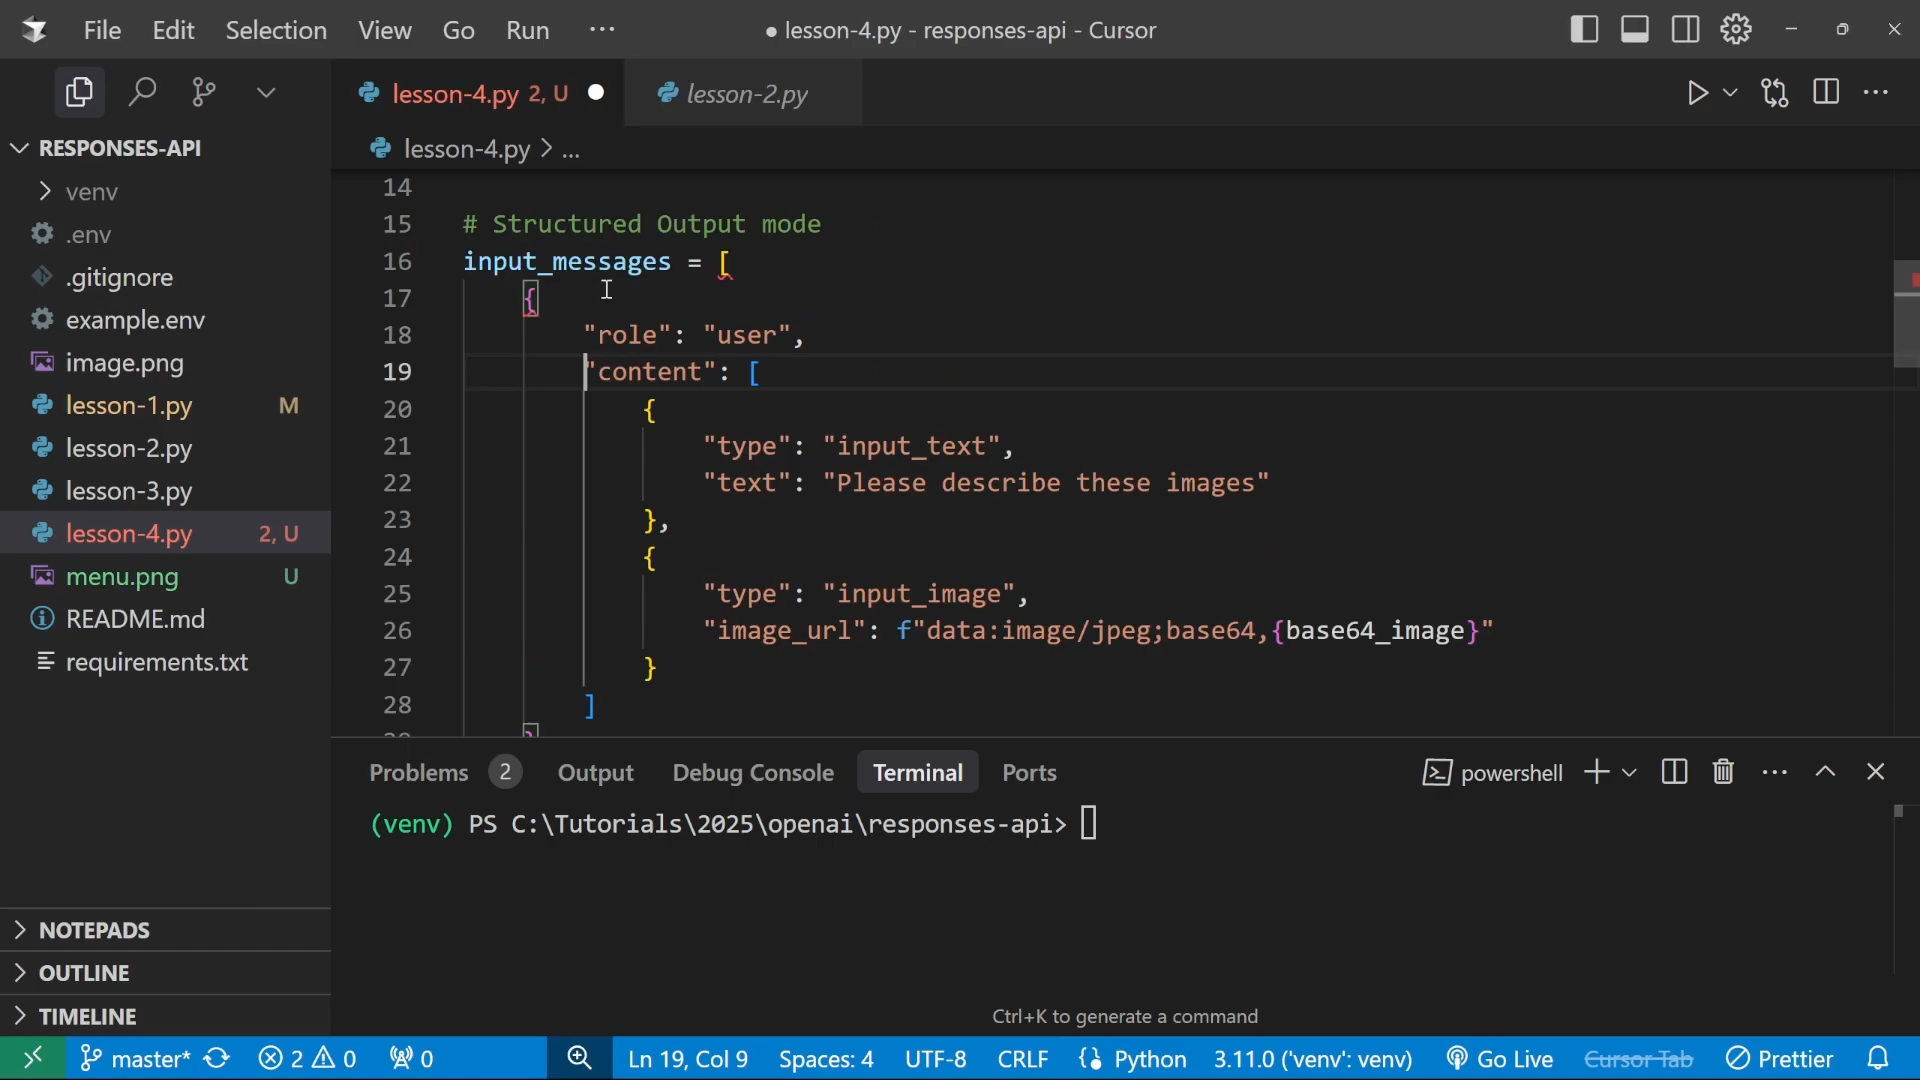 File Edit Selection View Go Run ···
● lesson-4.py - responses-api - Cursor
lesson-4.py 2, U
lesson-2.py
RESPONSES-API
lesson-4.py > ...
venv
.env
.gitignore
example.env
image.png
lesson-1.py M
lesson-2.py
lesson-3.py
lesson-4.py 2, U
menu.png U
README.md
requirements.txt
NOTEPADS
OUTLINE
TIMELINE
14
15 # Structured Output mode
16 input_messages = [
17 {
18 "role": "user",
19 "content": [
20 {
21 "type": "input_text",
22 "text": "Please describe these images"
23 },
24 {
25 "type": "input_image",
26 "image_url": f"data:image/jpeg;base64,{base64_image}"
27 }
28 ]
Problems 2 Output Debug Console Terminal Ports powershell
(venv) PS C:\Tutorials\2025\openai\responses-api>
Ctrl+K to generate a command
master* 2 0 0 Ln 19, Col 9 Spaces: 4 UTF-8 CRLF Python 3.11.0 ('venv': venv) Go Live Cursor Tab Prettier